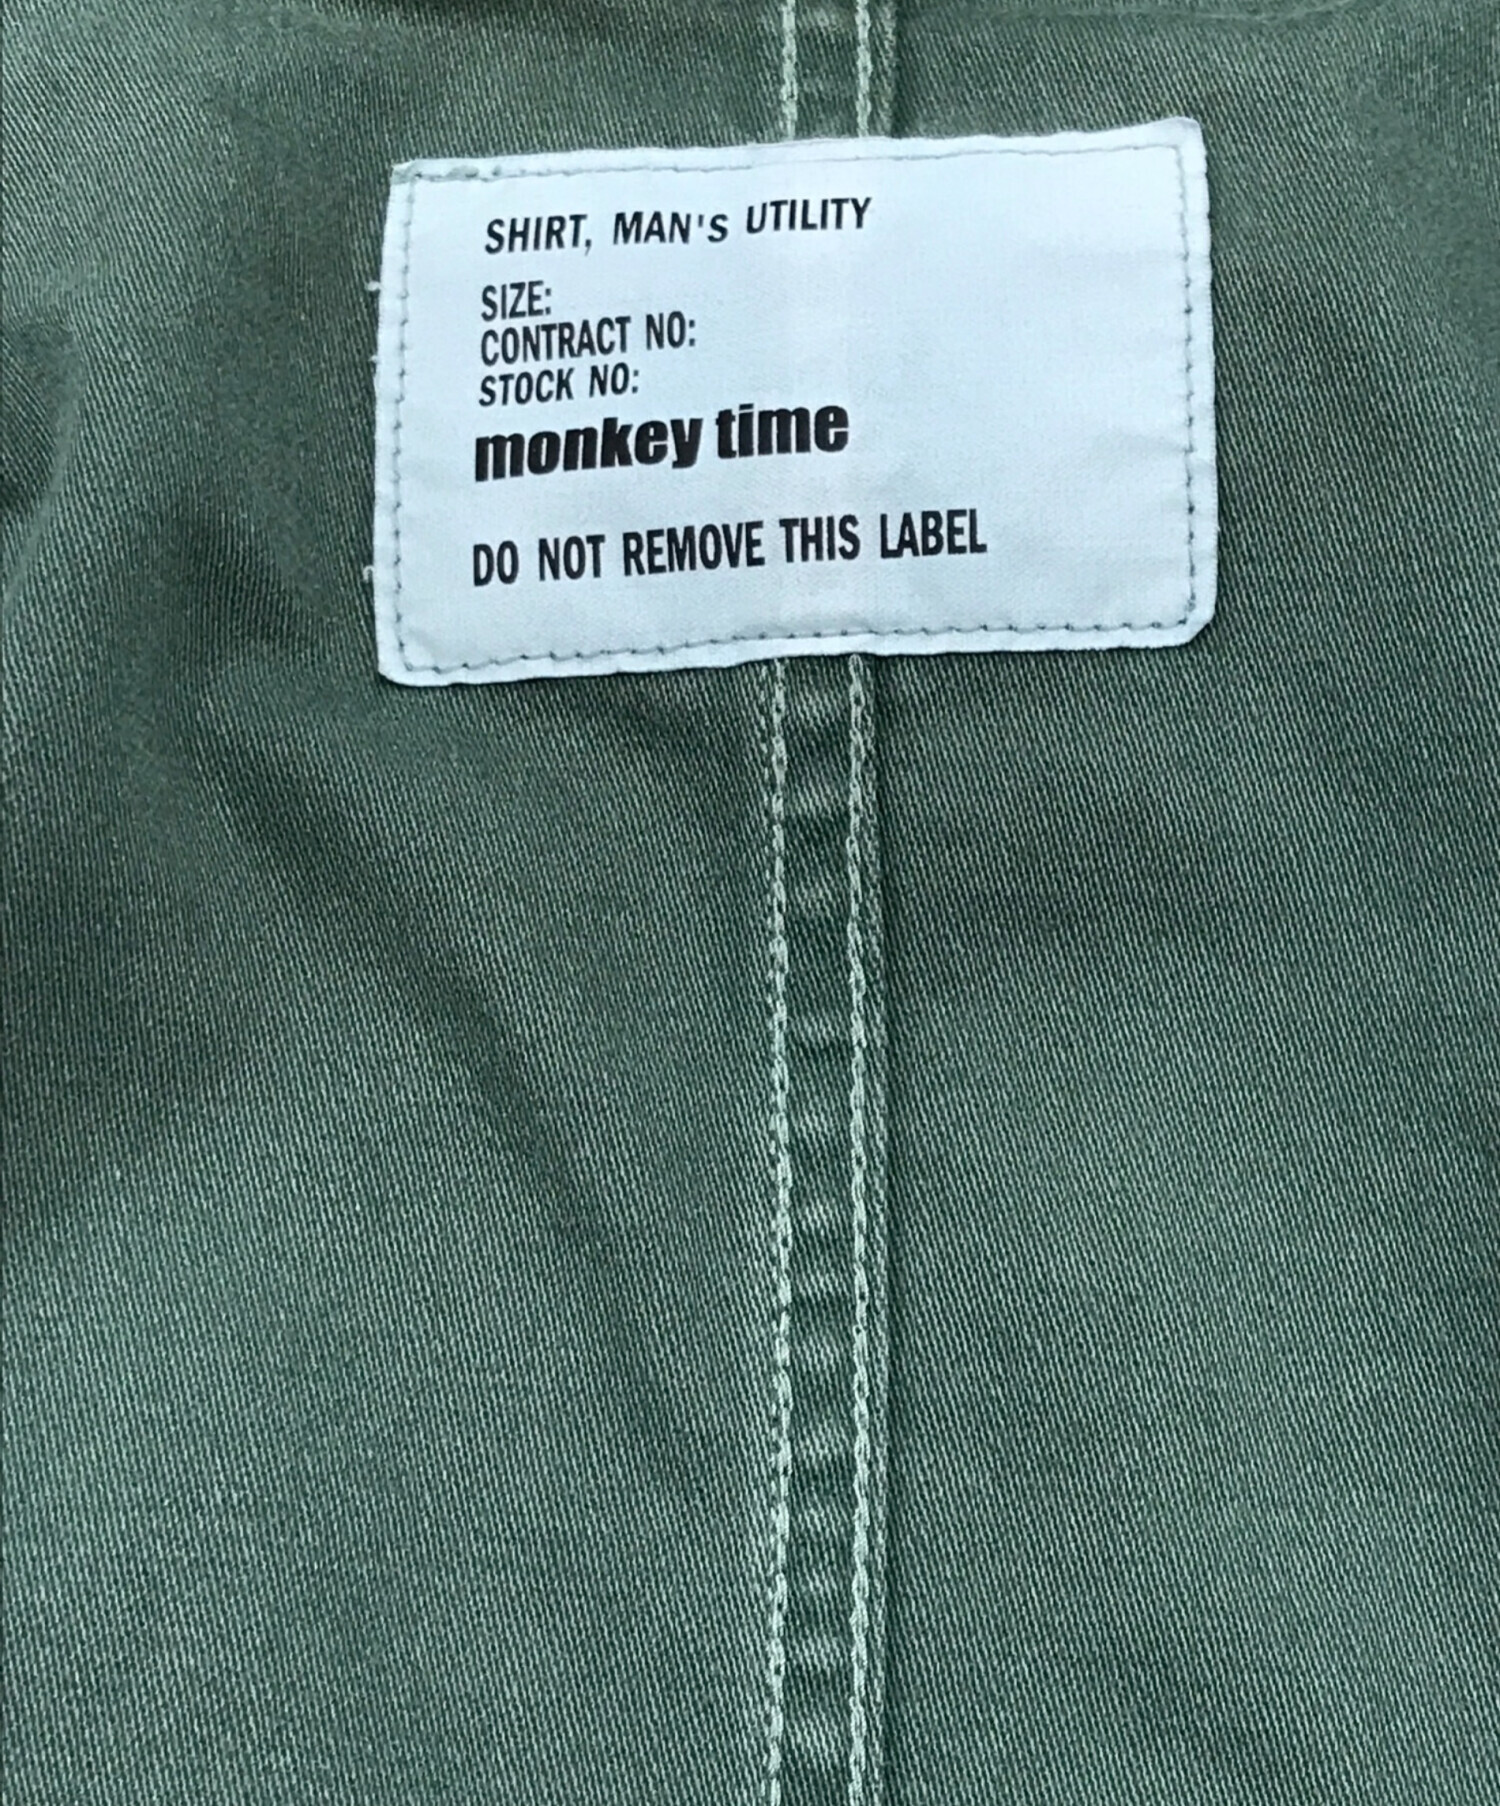 SHIRT, MAN'S UTILITY
SIZE:
CONTRACT NO:
STOCK NO:
monkey time
DO NOT REMOVE THIS LABEL